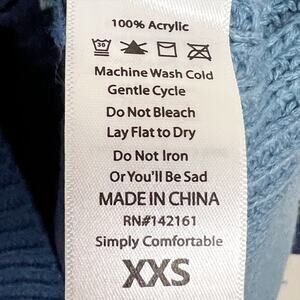 100% Acrylic
30
Machine Wash Cold
Gentle Cycle
Do Not Bleach
Lay Flat to Dry
Do Not Iron
Or You'll Be Sad
MADE IN CHINA
RN#142161
Simply Comfortable
XXS